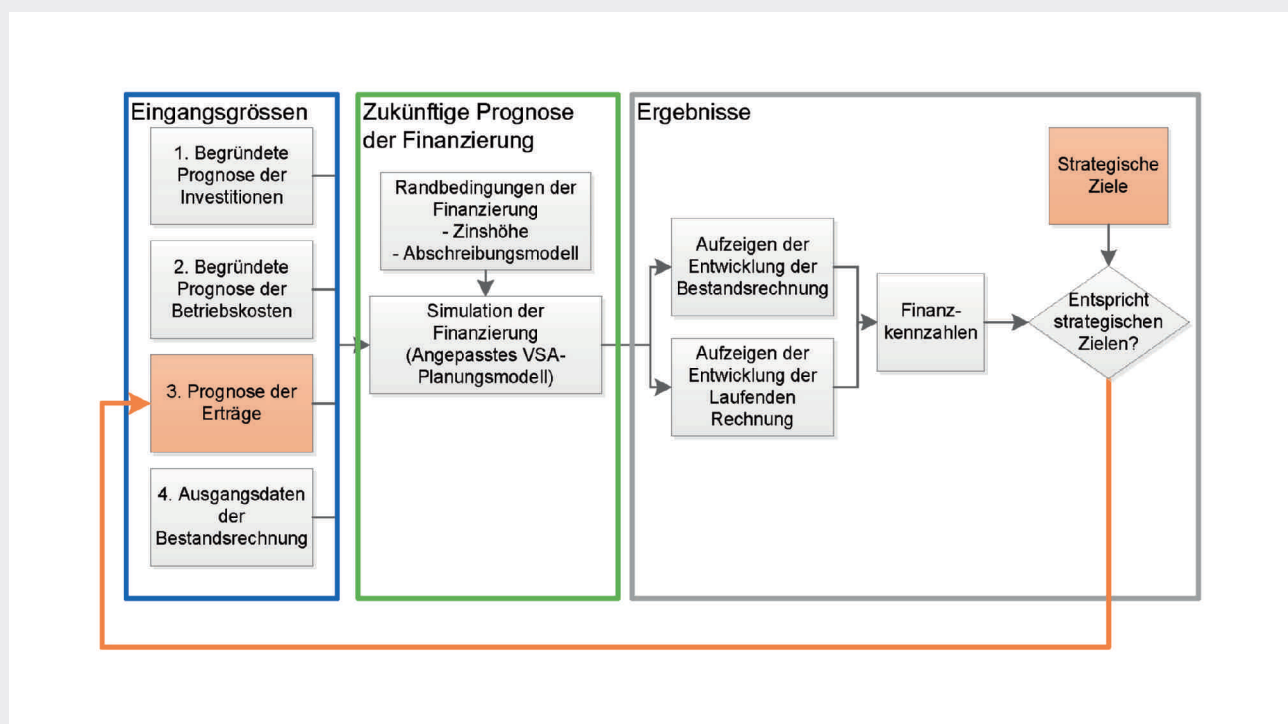 Eingangsgrössen
1. Begründete
Prognose der
Investitionen
2. Begründete
Prognose der
Betriebskosten
3. Prognose der
Erträge
4. Ausgangsdaten
der
Bestandsrechnung
Zukünftige Prognose
der Finanzierung
Randbedingungen der
Finanzierung
- Zinshöhe
- Abschreibungsmodell
Simulation der
Finanzierung
(Angepasstes VSA-
Planungsmodell)
Ergebnisse
Aufzeigen der
Entwicklung der
Bestandsrechnung
Aufzeigen der
Entwicklung der
Laufenden
Rechnung
Finanz-
kennzahlen
Strategische
Ziele
Entspricht
strategischen
Zielen?